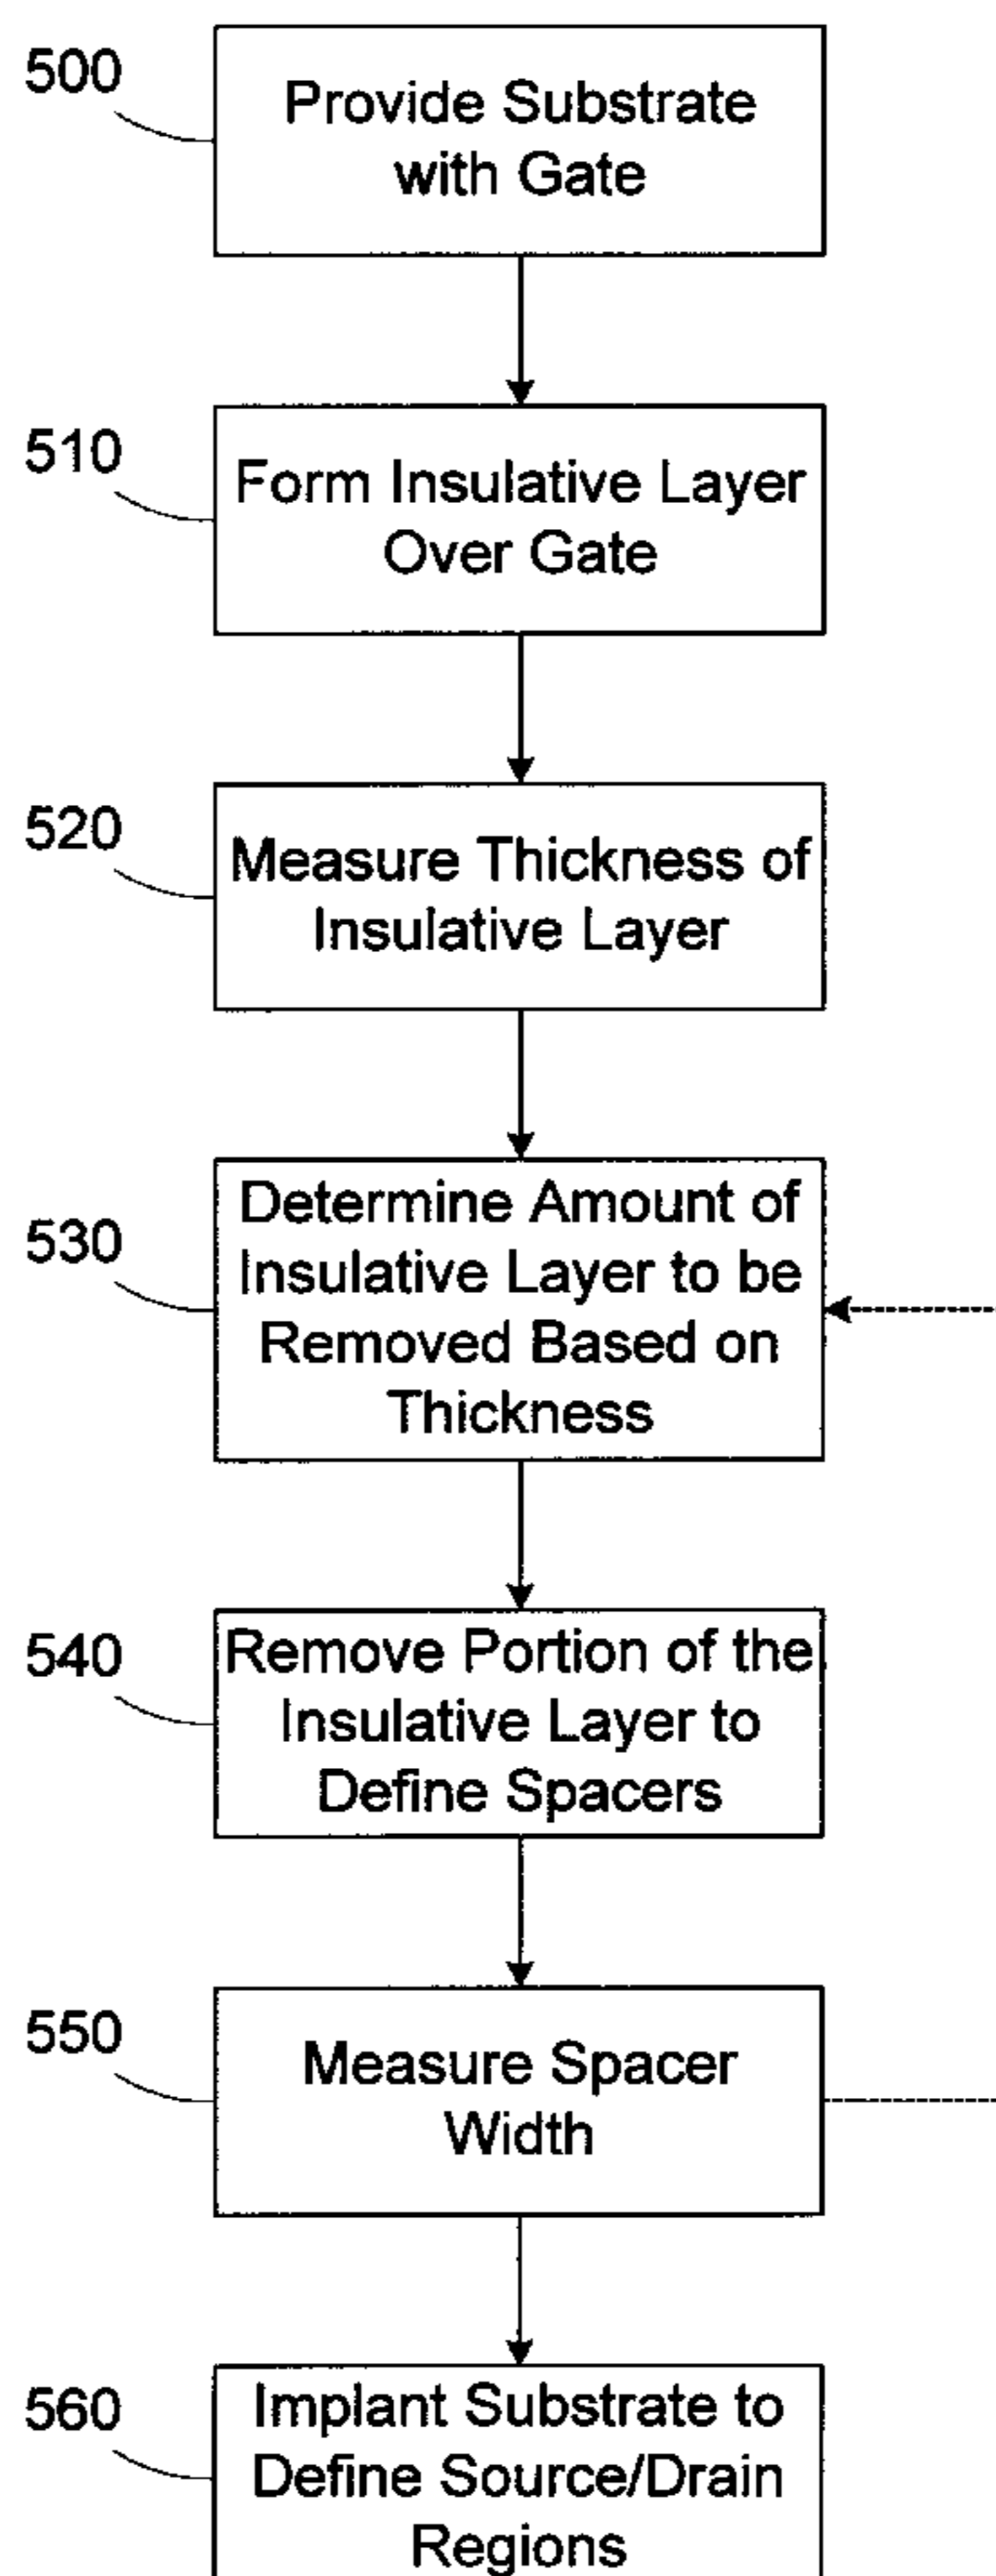 500
Provide Substrate
with Gate
510
Form Insulative Layer
Over Gate
520
Measure Thickness of
Insulative Layer
530
Determine Amount of
Insulative Layer to be
Removed Based on
Thickness
540
Remove Portion of the
Insulative Layer to
Define Spacers
550
Measure Spacer
Width
560
Implant Substrate to
Define Source/Drain
Regions